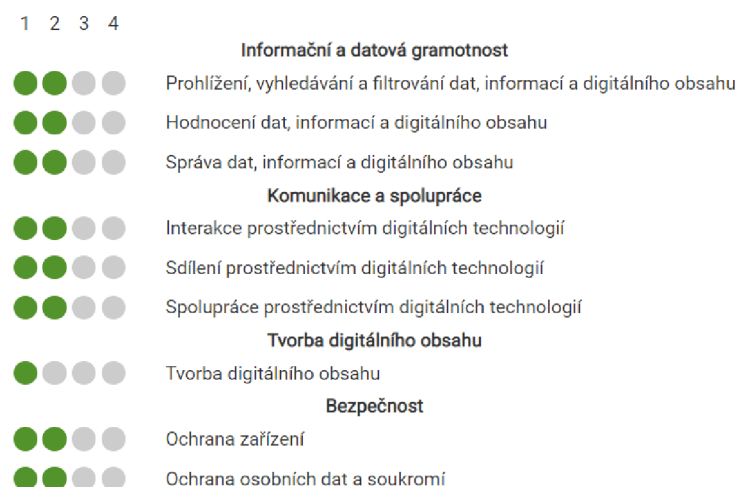 1 2 3 4
Informační a datová gramotnost
Prohlížení, vyhledávání a filtrování dat, informací a digitálního obsahu
Hodnocení dat, informací a digitálního obsahu
Správa dat, informací a digitálního obsahu
Komunikace a spolupráce
Interakce prostřednictvím digitálních technologií
Sdílení prostřednictvím digitálních technologií
Spolupráce prostřednictvím digitálních technologií
Tvorba digitálního obsahu
Tvorba digitálního obsahu
Bezpečnost
Ochrana zařízení
Ochrana osobních dat a soukromí